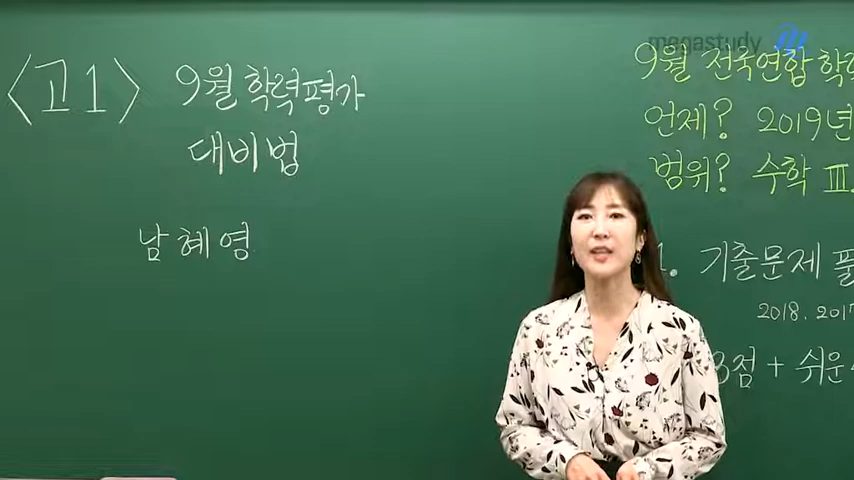 megastudy
<고1> 9월 학력평가
대비법
남혜영
9월 전국연합 학
언제? 2019년
범위? 수학 Ⅲ.
1. 기출문제 풀
2018. 2017
3점 + 쉬운